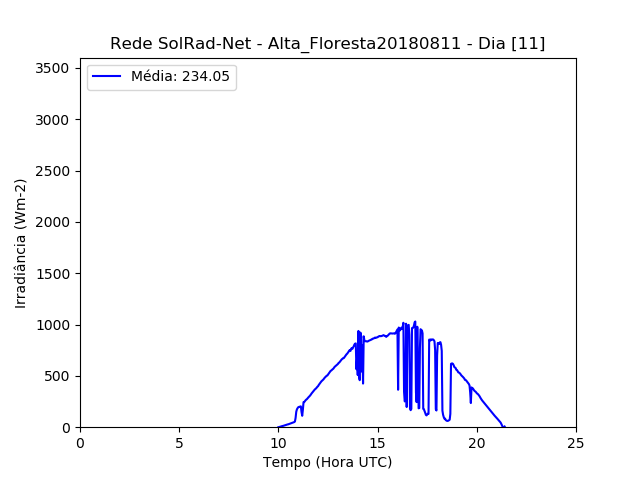 Rede SolRad-Net - Alta_Floresta20180811 - Dia [11]
Média: 234.05
3500
3000
2500
2000
1500
1000
500
0
Irradiância (Wm-2)
0 5 10 15 20 25
Tempo (Hora UTC)